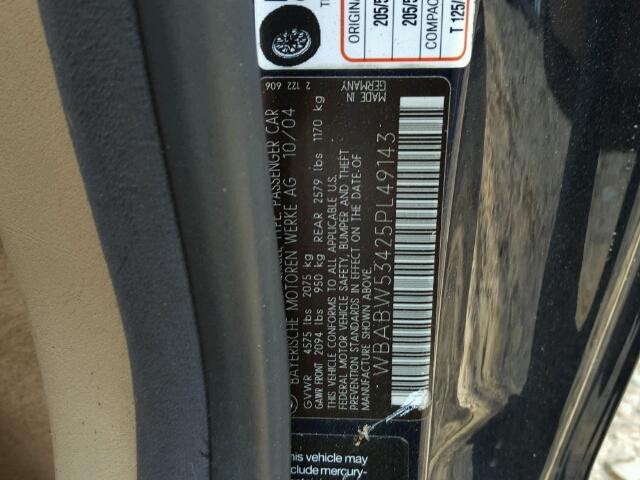 ORIGINAL
205/5
205/5
COMPACT
T 125/
MADE IN
GERMANY
2 122 606
TYPE: PASSENGER CAR
BAYERISCHE MOTOREN WERKE AG 10/04
GVWR 4575 lbs 2075 kg
GAWR FRONT 2094 lbs 950 kg REAR 2579 lbs 1170 kg
THIS VEHICLE CONFORMS TO ALL APPLICABLE U.S.
FEDERAL MOTOR VEHICLE SAFETY, BUMPER AND THEFT
PREVENTION STANDARDS IN EFFECT ON THE DATE OF
MANUFACTURE SHOWN ABOVE.
WBABW53425PL49143
his vehicle may
nclude mercury-